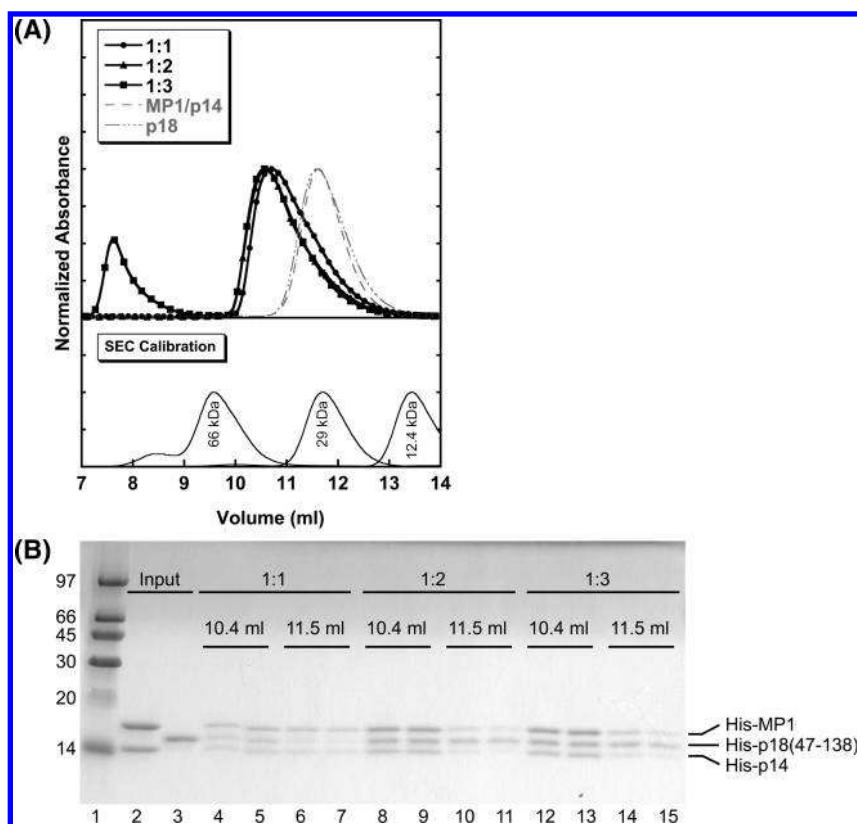 (A)
1:1
1:2
1:3
MP1/p14
p18
Normalized Absorbance
SEC Calibration
66 kDa
29 kDa
12.4 kDa
7 8 9 10 11 12 13 14
Volume (ml)
(B)
Input 1:1 1:2 1:3
10.4 ml 11.5 ml 10.4 ml 11.5 ml 10.4 ml 11.5 ml
97
66
45
30
20
14
His-MP1
His-p18(47-138)
His-p14
1 2 3 4 5 6 7 8 9 10 11 12 13 14 15